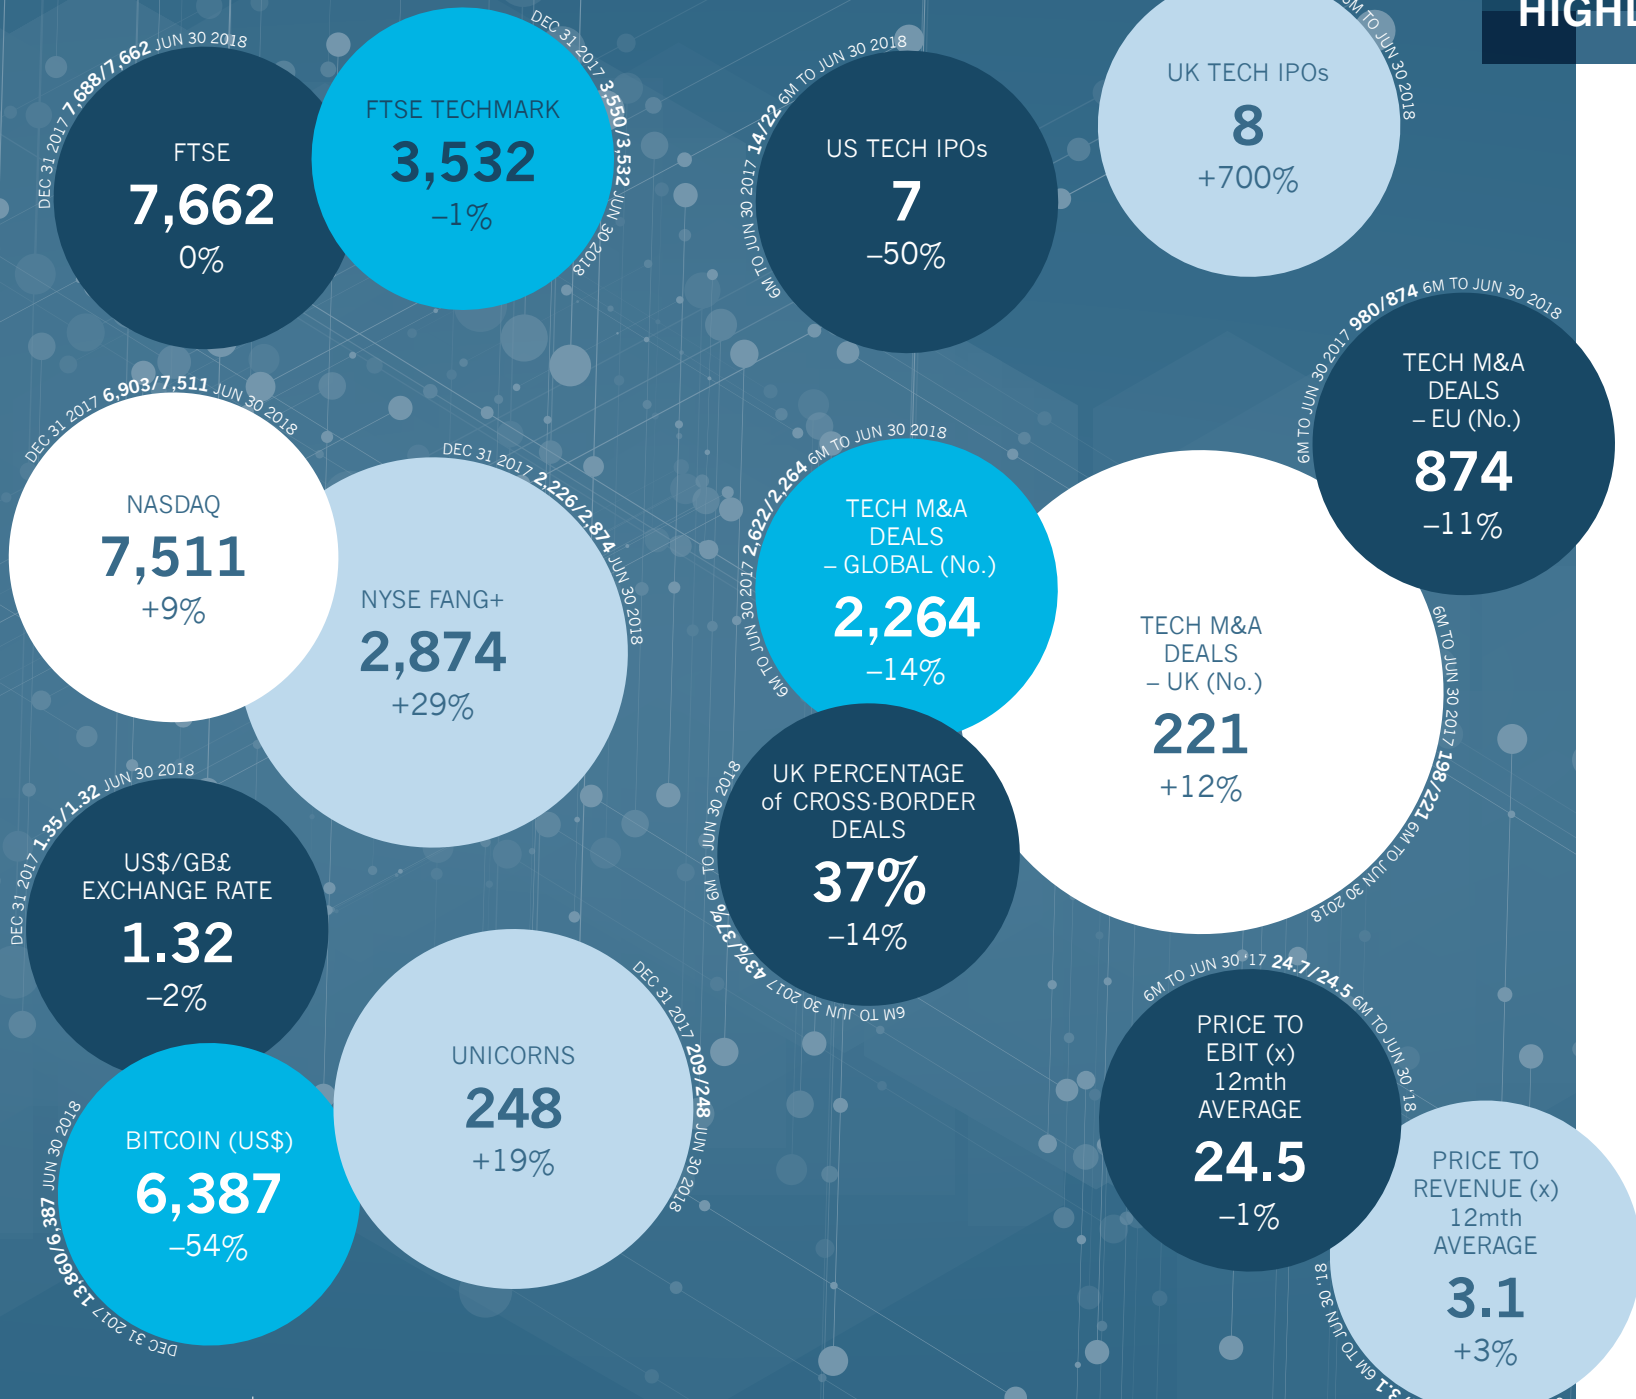 HIGHL
DEC 31 2017 7,688/7,662 JUN 30 2018
FTSE
7,662
0%
DEC 31 2017 3,550/3,532 JUN 30 2018
FTSE TECHMARK
3,532
–1%
6M TO JUN 30 2017 14/22 6M TO JUN 30 2018
US TECH IPOs
7
–50%
6M TO JUN 30 2018
UK TECH IPOs
8
+700%
6M TO JUN 30 2017 980/874 6M TO JUN 30 2018
TECH M&A
DEALS
– EU (No.)
874
–11%
DEC 31 2017 6,903/7,511 JUN 30 2018
NASDAQ
7,511
+9%
DEC 31 2017 2,226/2,874 JUN 30 2018
NYSE FANG+
2,874
+29%
6M TO JUN 30 2017 2,622/2,264 6M TO JUN 30 2018
TECH M&A
DEALS
– GLOBAL (No.)
2,264
–14%
6M TO JUN 30 2017 198/221 6M TO JUN 30 2018
TECH M&A
DEALS
– UK (No.)
221
+12%
DEC 31 2017 1.35/1.32 JUN 30 2018
US$/GB£
EXCHANGE RATE
1.32
–2%
6M TO JUN 30 2017 43%/37% 6M TO JUN 30 2018
UK PERCENTAGE
of CROSS-BORDER
DEALS
37%
–14%
DEC 31 2017 13,860/6,387 JUN 30 2018
BITCOIN (US$)
6,387
–54%
DEC 31 2017 209/248 JUN 30 2018
UNICORNS
248
+19%
6M TO JUN 30 '17 24.7/24.5 6M TO JUN 30 '18
PRICE TO
EBIT (x)
12mth
AVERAGE
24.5
–1%
3.1 6M TO JUN 30 '18
PRICE TO
REVENUE (x)
12mth
AVERAGE
3.1
+3%